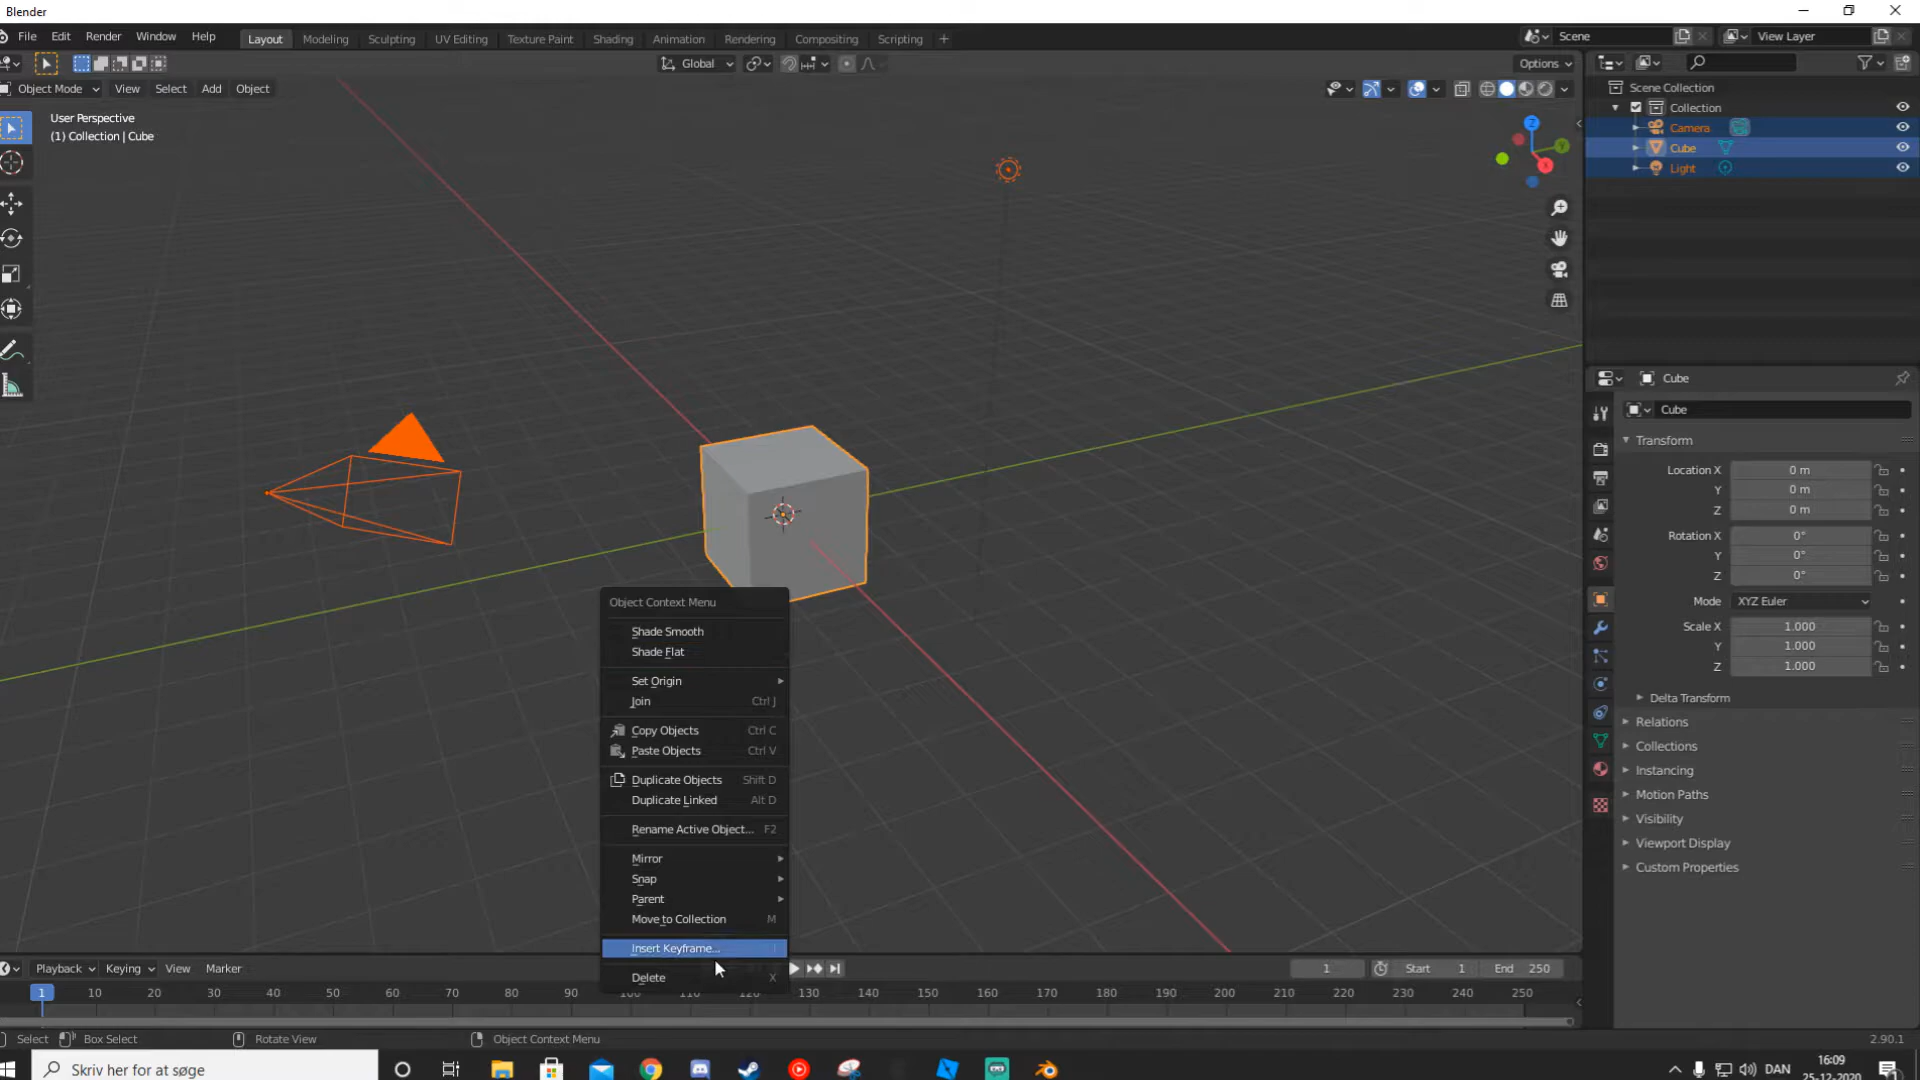 Blender
File Edit Render Window Help
Layout Modeling Sculpting UV Editing Texture Paint Shading Animation Rendering Compositing Scripting +
Scene
View Layer
Global
Options
Object Mode View Select Add Object
User Perspective
(1) Collection | Cube
Z
Y
X
Scene Collection
Collection
Camera
Cube
Light
Cube
Cube
Transform
Location X 0 m
Y 0 m
Z 0 m
Rotation X 0°
Y 0°
Z 0°
Mode XYZ Euler
Scale X 1.000
Y 1.000
Z 1.000
Delta Transform
Relations
Collections
Instancing
Motion Paths
Visibility
Viewport Display
Custom Properties
Object Context Menu
Shade Smooth
Shade Flat
Set Origin
Join Ctrl J
Copy Objects Ctrl C
Paste Objects Ctrl V
Duplicate Objects Shift D
Duplicate Linked Alt D
Rename Active Object... F2
Mirror
Snap
Parent
Move to Collection M
Insert Keyframe... I
Delete X
Playback Keying View Marker
1 Start 1 End 250
1 10 20 30 40 50 60 70 80 90 100 110 120 130 140 150 160 170 180 190 200 210 220 230 240 250
Select Box Select Rotate View Object Context Menu 2.90.1
Skriv her for at søge
DAN
16:09
25-12-2020